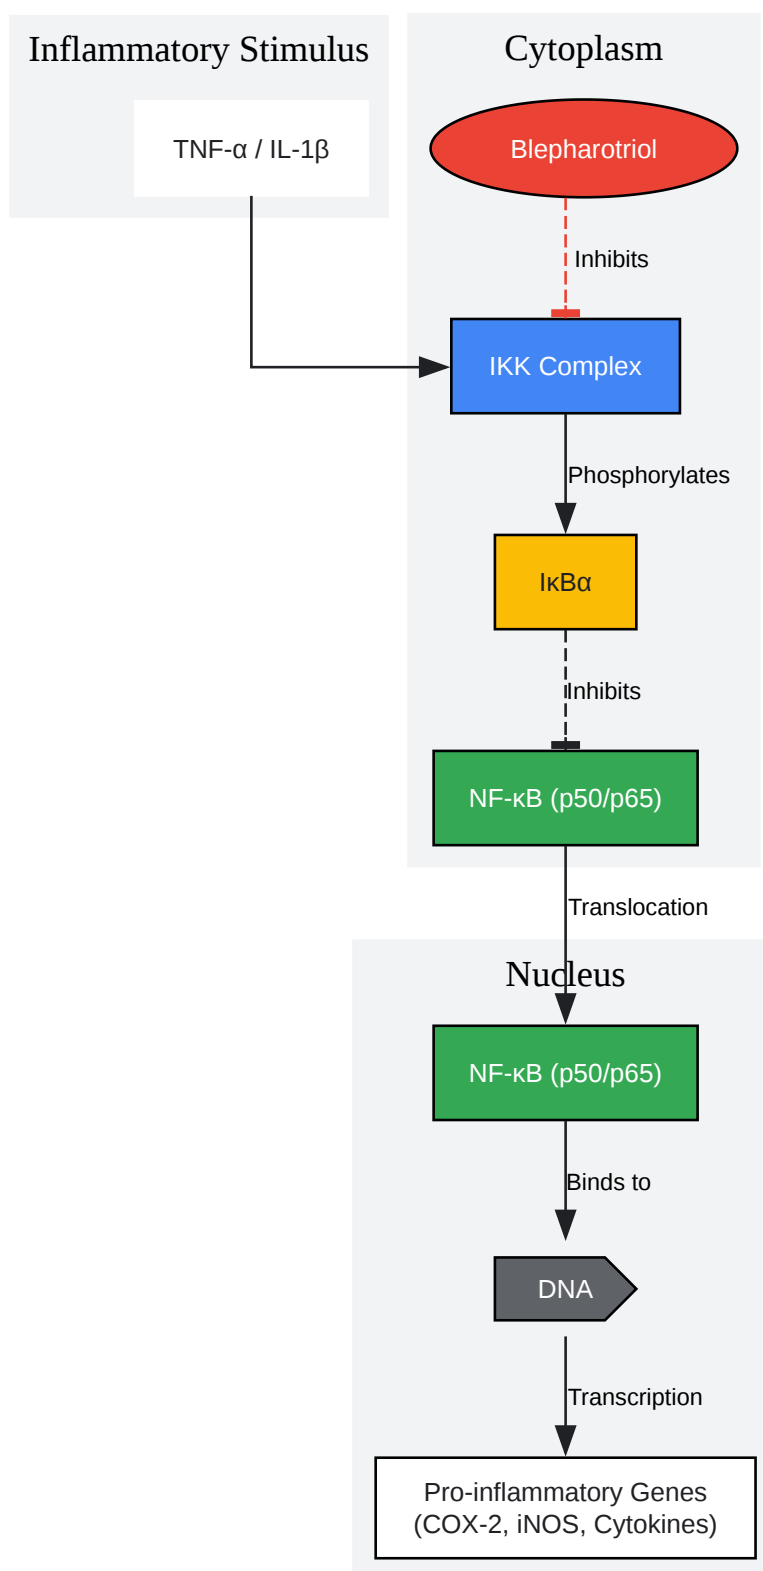 Inflammatory Stimulus
TNF-α / IL-1β
Cytoplasm
Blepharotriol
Inhibits
IKK Complex
Phosphorylates
IκBα
Inhibits
NF-κB (p50/p65)
Translocation
Nucleus
NF-κB (p50/p65)
Binds to
DNA
Transcription
Pro-inflammatory Genes
(COX-2, iNOS, Cytokines)